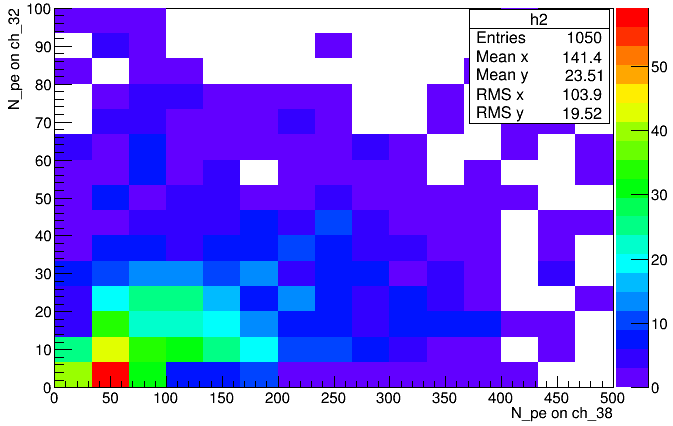 N_pe on ch_32
100
90
80
70
60
50
40
30
20
10
0
h2
Entries 1050
Mean x 141.4
Mean y 23.51
RMS x 103.9
RMS y 19.52
50
40
30
20
10
0
0 50 100 150 200 250 300 350 400 450 500
N_pe on ch_38